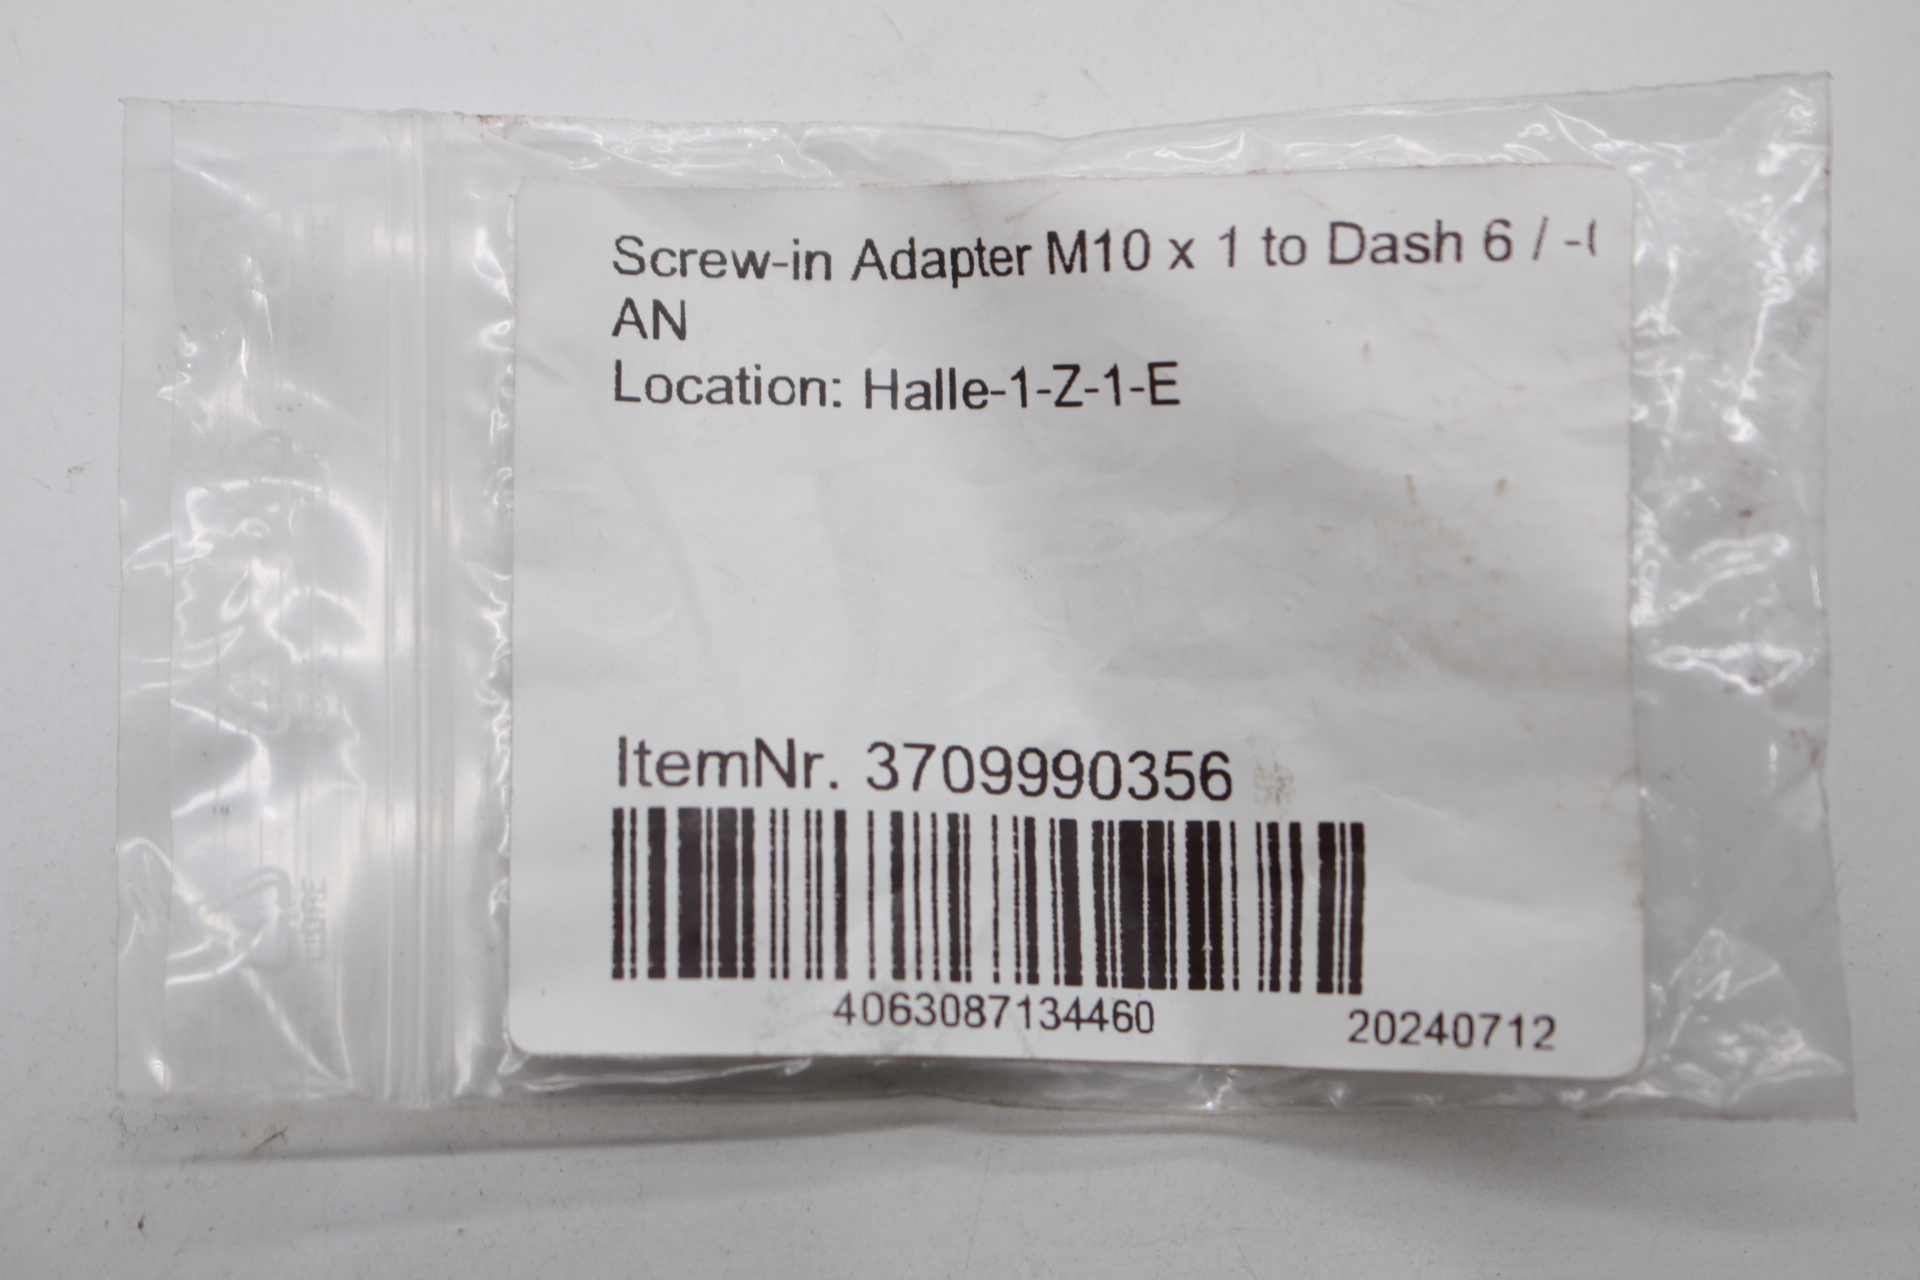 Screw-in Adapter M10 x 1 to Dash 6 /
AN
Location: Halle-1-Z-1-E
ItemNr. 3709990356
4063087134460
20240712